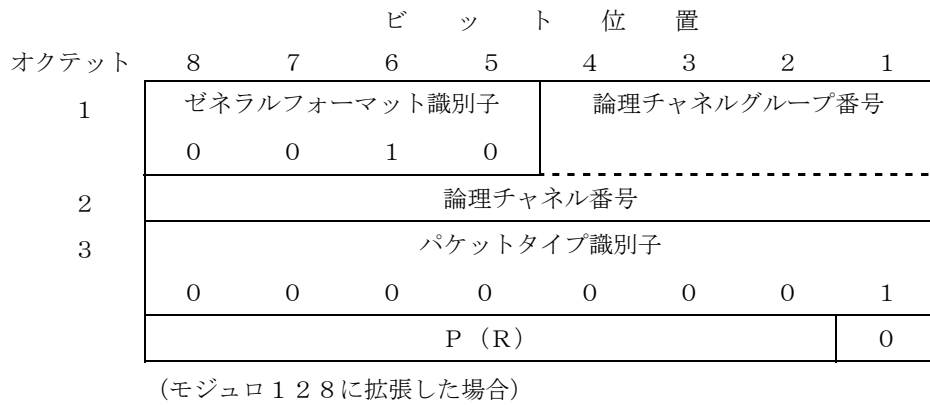 ビット位置
オクテット 8 7 6 5 4 3 2 1
1 ゼネラルフォーマット識別子 論理チャネルグループ番号
0 0 1 0
2 論理チャネル番号
3 パケットタイプ識別子
0 0 0 0 0 0 0 1
P(R) 0
(モジュロ128に拡張した場合)